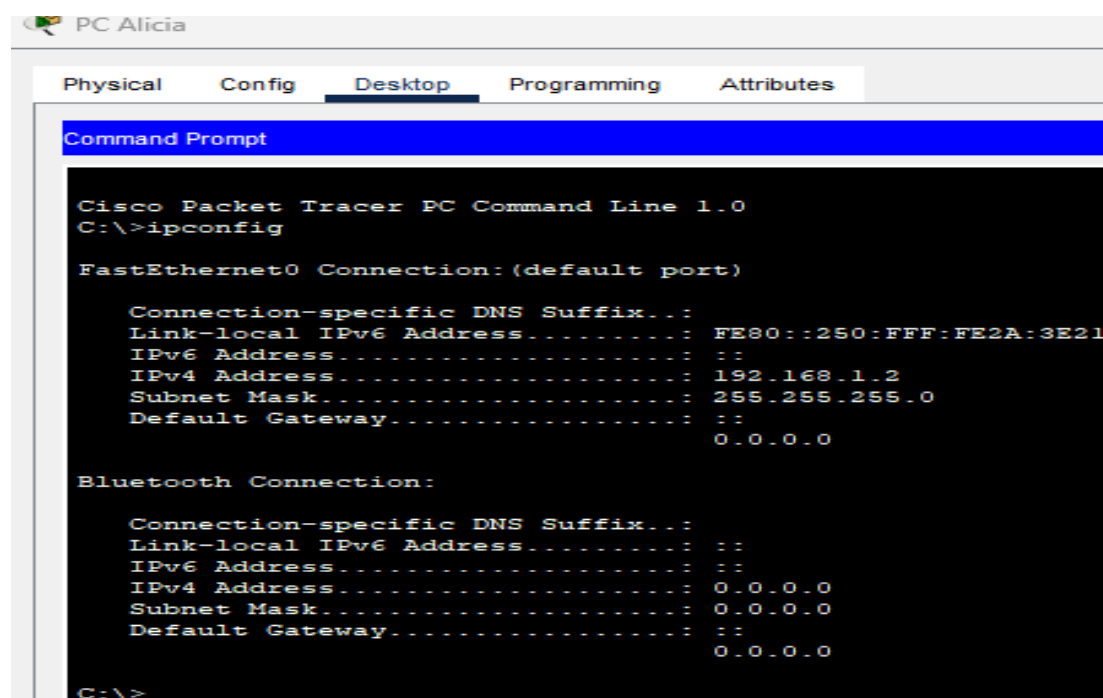 PC Alicia
Physical Config Desktop Programming Attributes
Command Prompt
Cisco Packet Tracer PC Command Line 1.0
C:\>ipconfig
FastEthernet0 Connection:(default port)
Connection-specific DNS Suffix..:
Link-local IPv6 Address.........: FE80::250:FFF:FE2A:3E21
IPv6 Address....................: ::
IPv4 Address....................: 192.168.1.2
Subnet Mask.....................: 255.255.255.0
Default Gateway.................: ::
0.0.0.0
Bluetooth Connection:
Connection-specific DNS Suffix..:
Link-local IPv6 Address.........: ::
IPv6 Address....................: ::
IPv4 Address....................: 0.0.0.0
Subnet Mask.....................: 0.0.0.0
Default Gateway.................: ::
0.0.0.0
C:\>